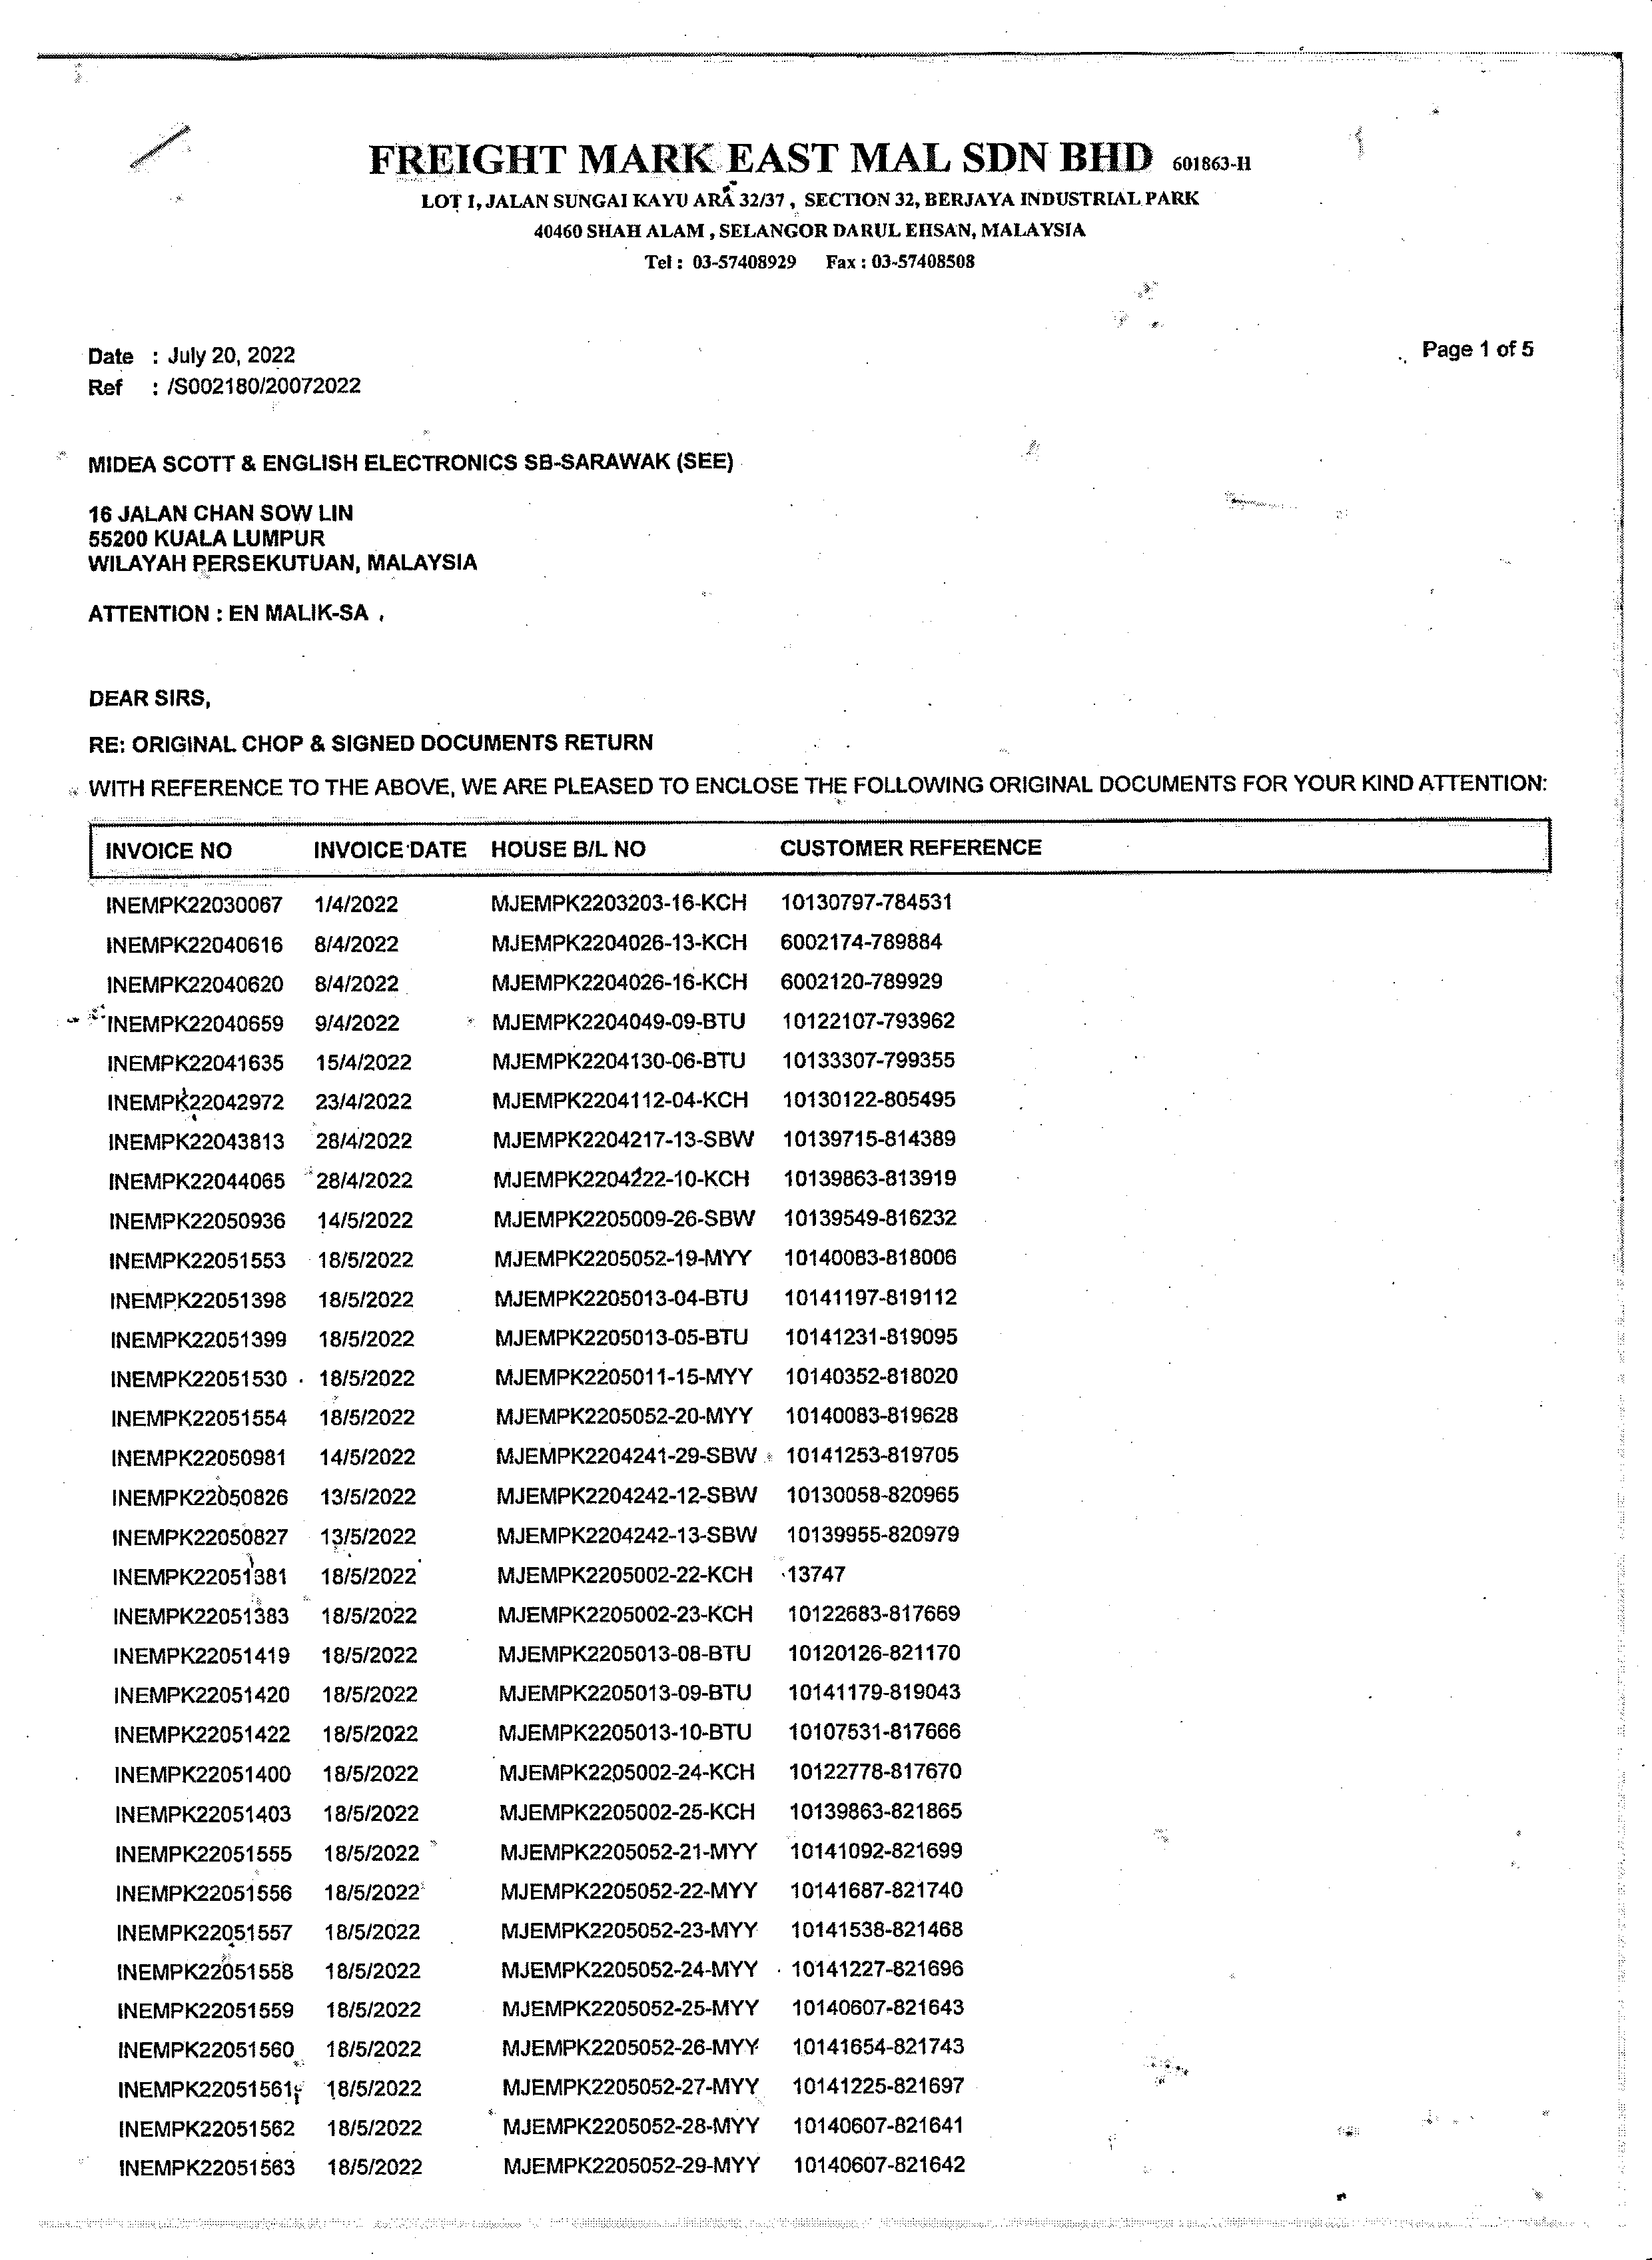 FREIGHT MARK EAST MAL SDN BHD 601863-H
LOT 1, JALAN SUNGAI KAYU ARA 32/37 , SECTION 32, BERJAYA INDUSTRIAL PARK
40460 SHAH ALAM , SELANGOR DARUL EHSAN, MALAYSIA
Tel : 03-57408929 Fax : 03-57408508
Date : July 20, 2022 Page 1 of 5
Ref : /S002180/20072022
MIDEA SCOTT & ENGLISH ELECTRONICS SB-SARAWAK (SEE)
16 JALAN CHAN SOW LIN
55200 KUALA LUMPUR
WILAYAH PERSEKUTUAN, MALAYSIA
ATTENTION : EN MALIK-SA ,
DEAR SIRS,
RE: ORIGINAL CHOP & SIGNED DOCUMENTS RETURN
WITH REFERENCE TO THE ABOVE, WE ARE PLEASED TO ENCLOSE THE FOLLOWING ORIGINAL DOCUMENTS FOR YOUR KIND ATTENTION:
INVOICE NO INVOICE DATE HOUSE B/L NO CUSTOMER REFERENCE
INEMPK22030067 1/4/2022 MJEMPK2203203-16-KCH 10130797-784531
INEMPK22040616 8/4/2022 MJEMPK2204026-13-KCH 6002174-789884
INEMPK22040620 8/4/2022 MJEMPK2204026-16-KCH 6002120-789929
INEMPK22040659 9/4/2022 MJEMPK2204049-09-BTU 10122107-793962
INEMPK22041635 15/4/2022 MJEMPK2204130-06-BTU 10133307-799355
INEMPK22042972 23/4/2022 MJEMPK2204112-04-KCH 10130122-805495
INEMPK22043813 28/4/2022 MJEMPK2204217-13-SBW 10139715-814389
INEMPK22044065 28/4/2022 MJEMPK2204222-10-KCH 10139863-813919
INEMPK22050936 14/5/2022 MJEMPK2205009-26-SBW 10139549-816232
INEMPK22051553 18/5/2022 MJEMPK2205052-19-MYY 10140083-818006
INEMPK22051398 18/5/2022 MJEMPK2205013-04-BTU 10141197-819112
INEMPK22051399 18/5/2022 MJEMPK2205013-05-BTU 10141231-819095
INEMPK22051530 18/5/2022 MJEMPK2205011-15-MYY 10140352-818020
INEMPK22051554 18/5/2022 MJEMPK2205052-20-MYY 10140083-819628
INEMPK22050981 14/5/2022 MJEMPK2204241-29-SBW 10141253-819705
INEMPK22050826 13/5/2022 MJEMPK2204242-12-SBW 10130058-820965
INEMPK22050827 13/5/2022 MJEMPK2204242-13-SBW 10139955-820979
INEMPK22051381 18/5/2022 MJEMPK2205002-22-KCH 13747
INEMPK22051383 18/5/2022 MJEMPK2205002-23-KCH 10122683-817669
INEMPK22051419 18/5/2022 MJEMPK2205013-08-BTU 10120126-821170
INEMPK22051420 18/5/2022 MJEMPK2205013-09-BTU 10141179-819043
INEMPK22051422 18/5/2022 MJEMPK2205013-10-BTU 10107531-817666
INEMPK22051400 18/5/2022 MJEMPK2205002-24-KCH 10122778-817670
INEMPK22051403 18/5/2022 MJEMPK2205002-25-KCH 10139863-821865
INEMPK22051555 18/5/2022 MJEMPK2205052-21-MYY 10141092-821699
INEMPK22051556 18/5/2022 MJEMPK2205052-22-MYY 10141687-821740
INEMPK22051557 18/5/2022 MJEMPK2205052-23-MYY 10141538-821468
INEMPK22051558 18/5/2022 MJEMPK2205052-24-MYY 10141227-821696
INEMPK22051559 18/5/2022 MJEMPK2205052-25-MYY 10140607-821643
INEMPK22051560 18/5/2022 MJEMPK2205052-26-MYY 10141654-821743
INEMPK22051561 18/5/2022 MJEMPK2205052-27-MYY 10141225-821697
INEMPK22051562 18/5/2022 MJEMPK2205052-28-MYY 10140607-821641
INEMPK22051563 18/5/2022 MJEMPK2205052-29-MYY 10140607-821642